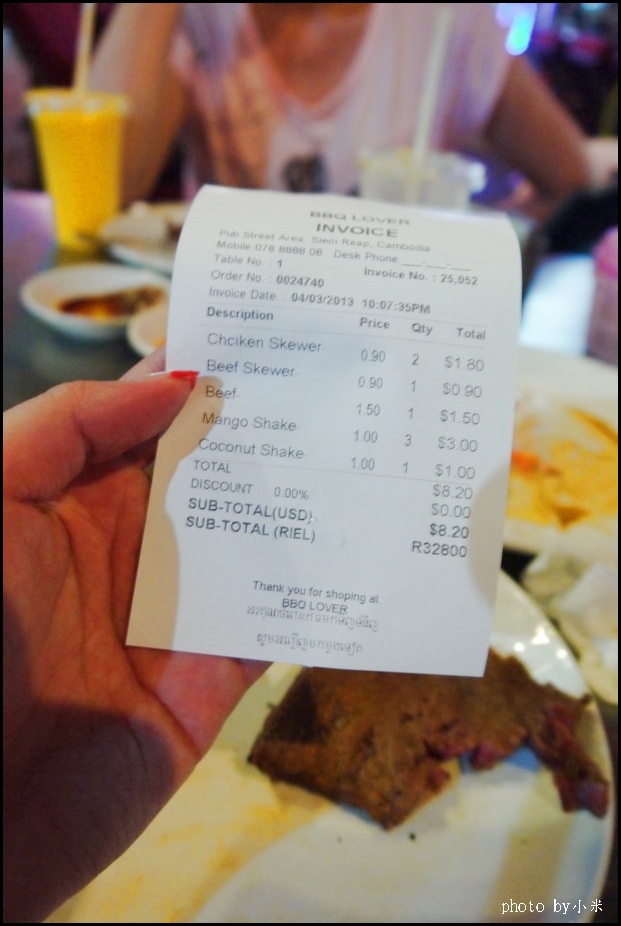 BBQ LOVER
INVOICE
Pub Street Area, Siem Reap, Cambodia
Mobile:078 8888 06 Desk Phone ___-___-___
Table No. : 1 Invoice No. : 25,052
Order No. : 0024740
Invoice Date : 04/03/2013 10:07:35PM
Description Price Qty Total
Chciken Skewer 0.90 2 $1.80
Beef Skewer 0.90 1 $0.90
Beef 1.50 1 $1.50
Mango Shake 1.00 3 $3.00
Coconut Shake 1.00 1 $1.00
TOTAL $8.20
DISCOUNT 0.00% $0.00
SUB-TOTAL(USD) $8.20
SUB-TOTAL (RIEL) R32800
Thank you for shoping at
BBQ LOVER
photo by小米